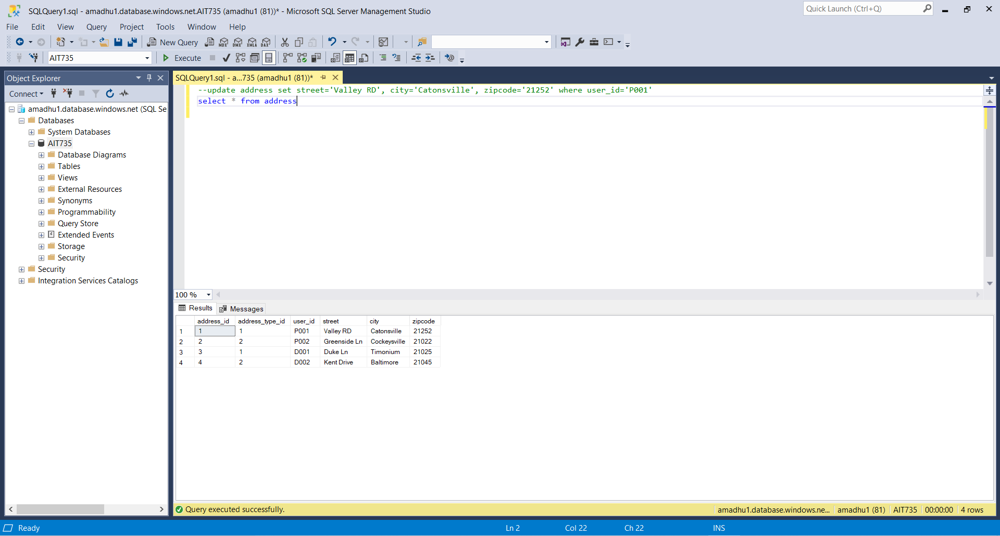 SQLQuery1.sql - amadhu1.database.windows.net.AIT735 (amadhu1 (81))* - Microsoft SQL Server Management Studio
Quick Launch (Ctrl+Q)
File Edit View Query Project Tools Window Help
New Query MDX DMX XMLA DAX
AIT735 Execute
Object Explorer
SQLQuery1.sql - a...735 (amadhu1 (81))*
Connect
amadhu1.database.windows.net (SQL Se
Databases
System Databases
AIT735
Database Diagrams
Tables
Views
External Resources
Synonyms
Programmability
Query Store
Extended Events
Storage
Security
Security
Integration Services Catalogs
--update address set street='Valley RD', city='Catonsville', zipcode='21252' where user_id='P001'
select * from address
100 %
Results Messages
address_id address_type_id user_id street city zipcode
1 1 1 P001 Valley RD Catonsville 21252
2 2 2 P002 Greenside Ln Cockeysville 21022
3 3 1 D001 Duke Ln Timonium 21025
4 4 2 D002 Kent Drive Baltimore 21045
Query executed successfully. amadhu1.database.windows.ne... amadhu1 (81) AIT735 00:00:00 4 rows
Ready Ln 2 Col 22 Ch 22 INS